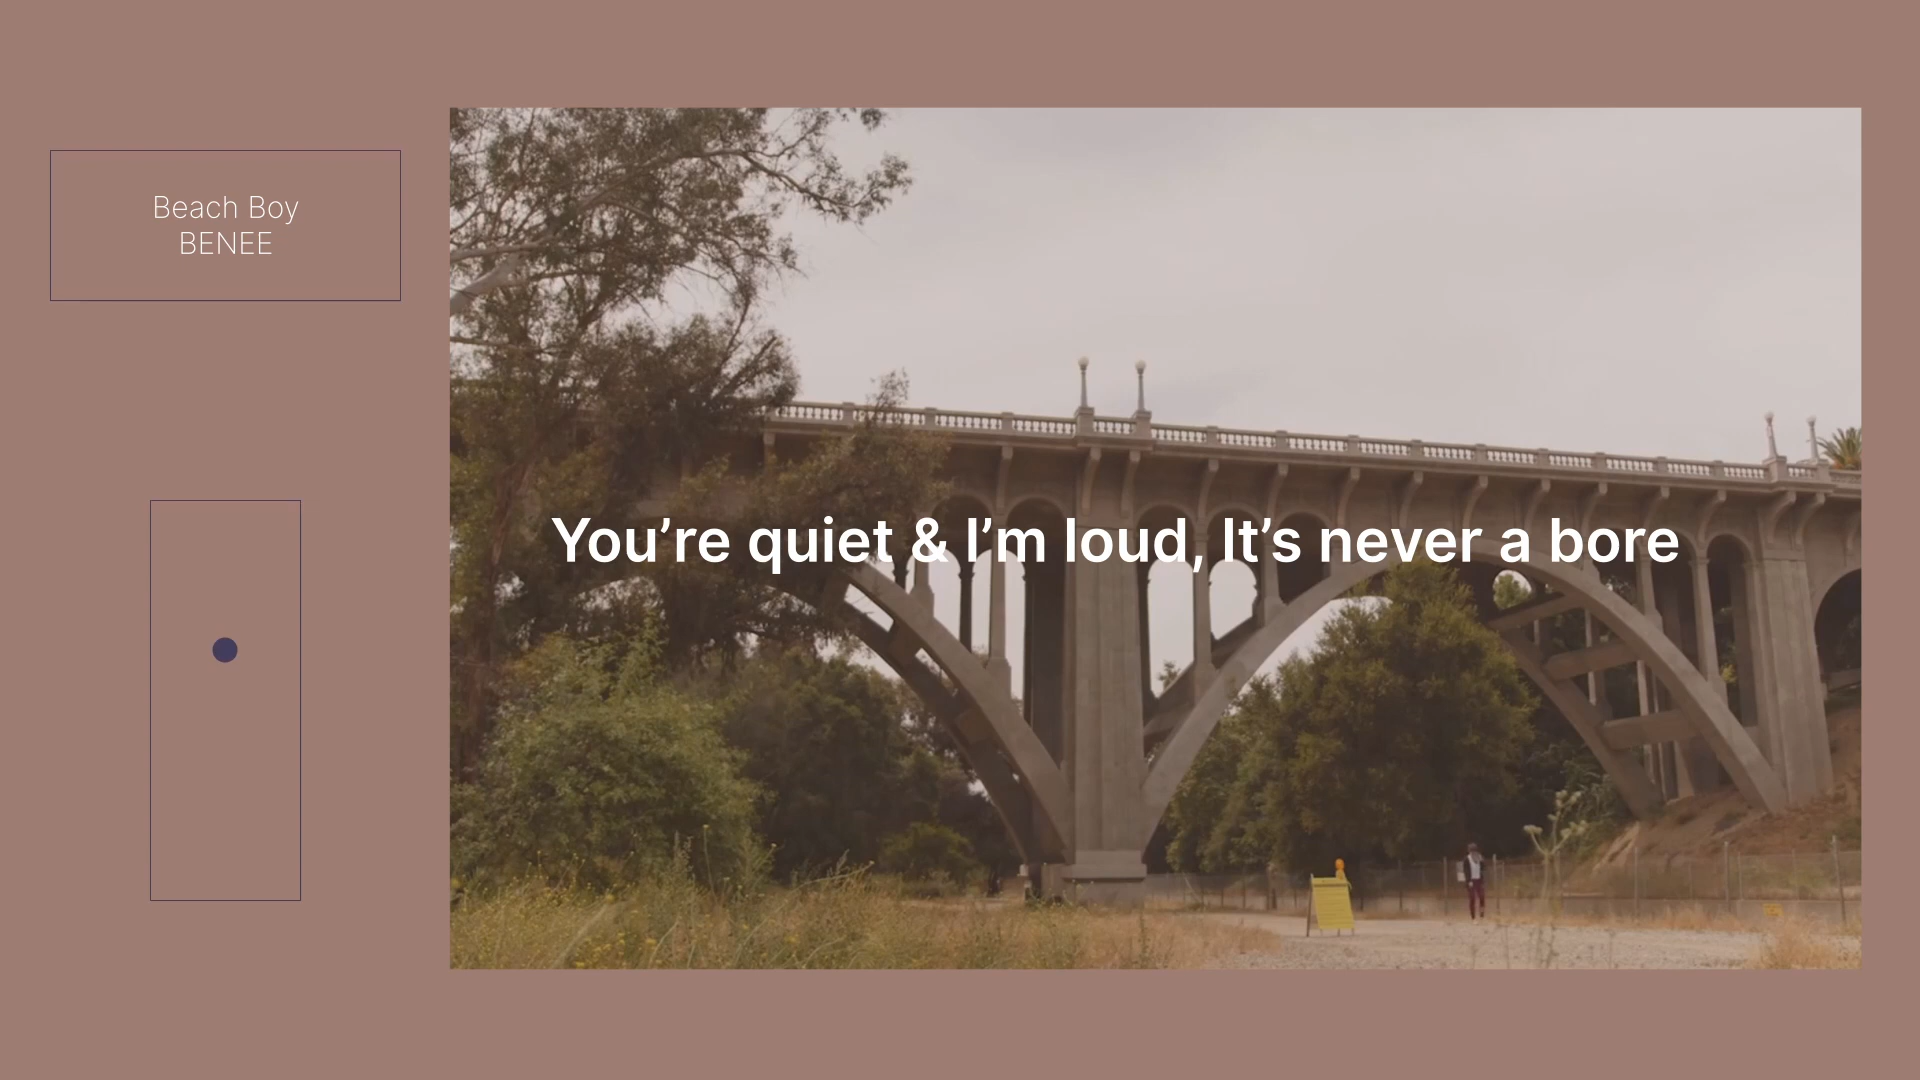 Beach Boy
BENEE
You’re quiet & I’m loud, It’s never a bore